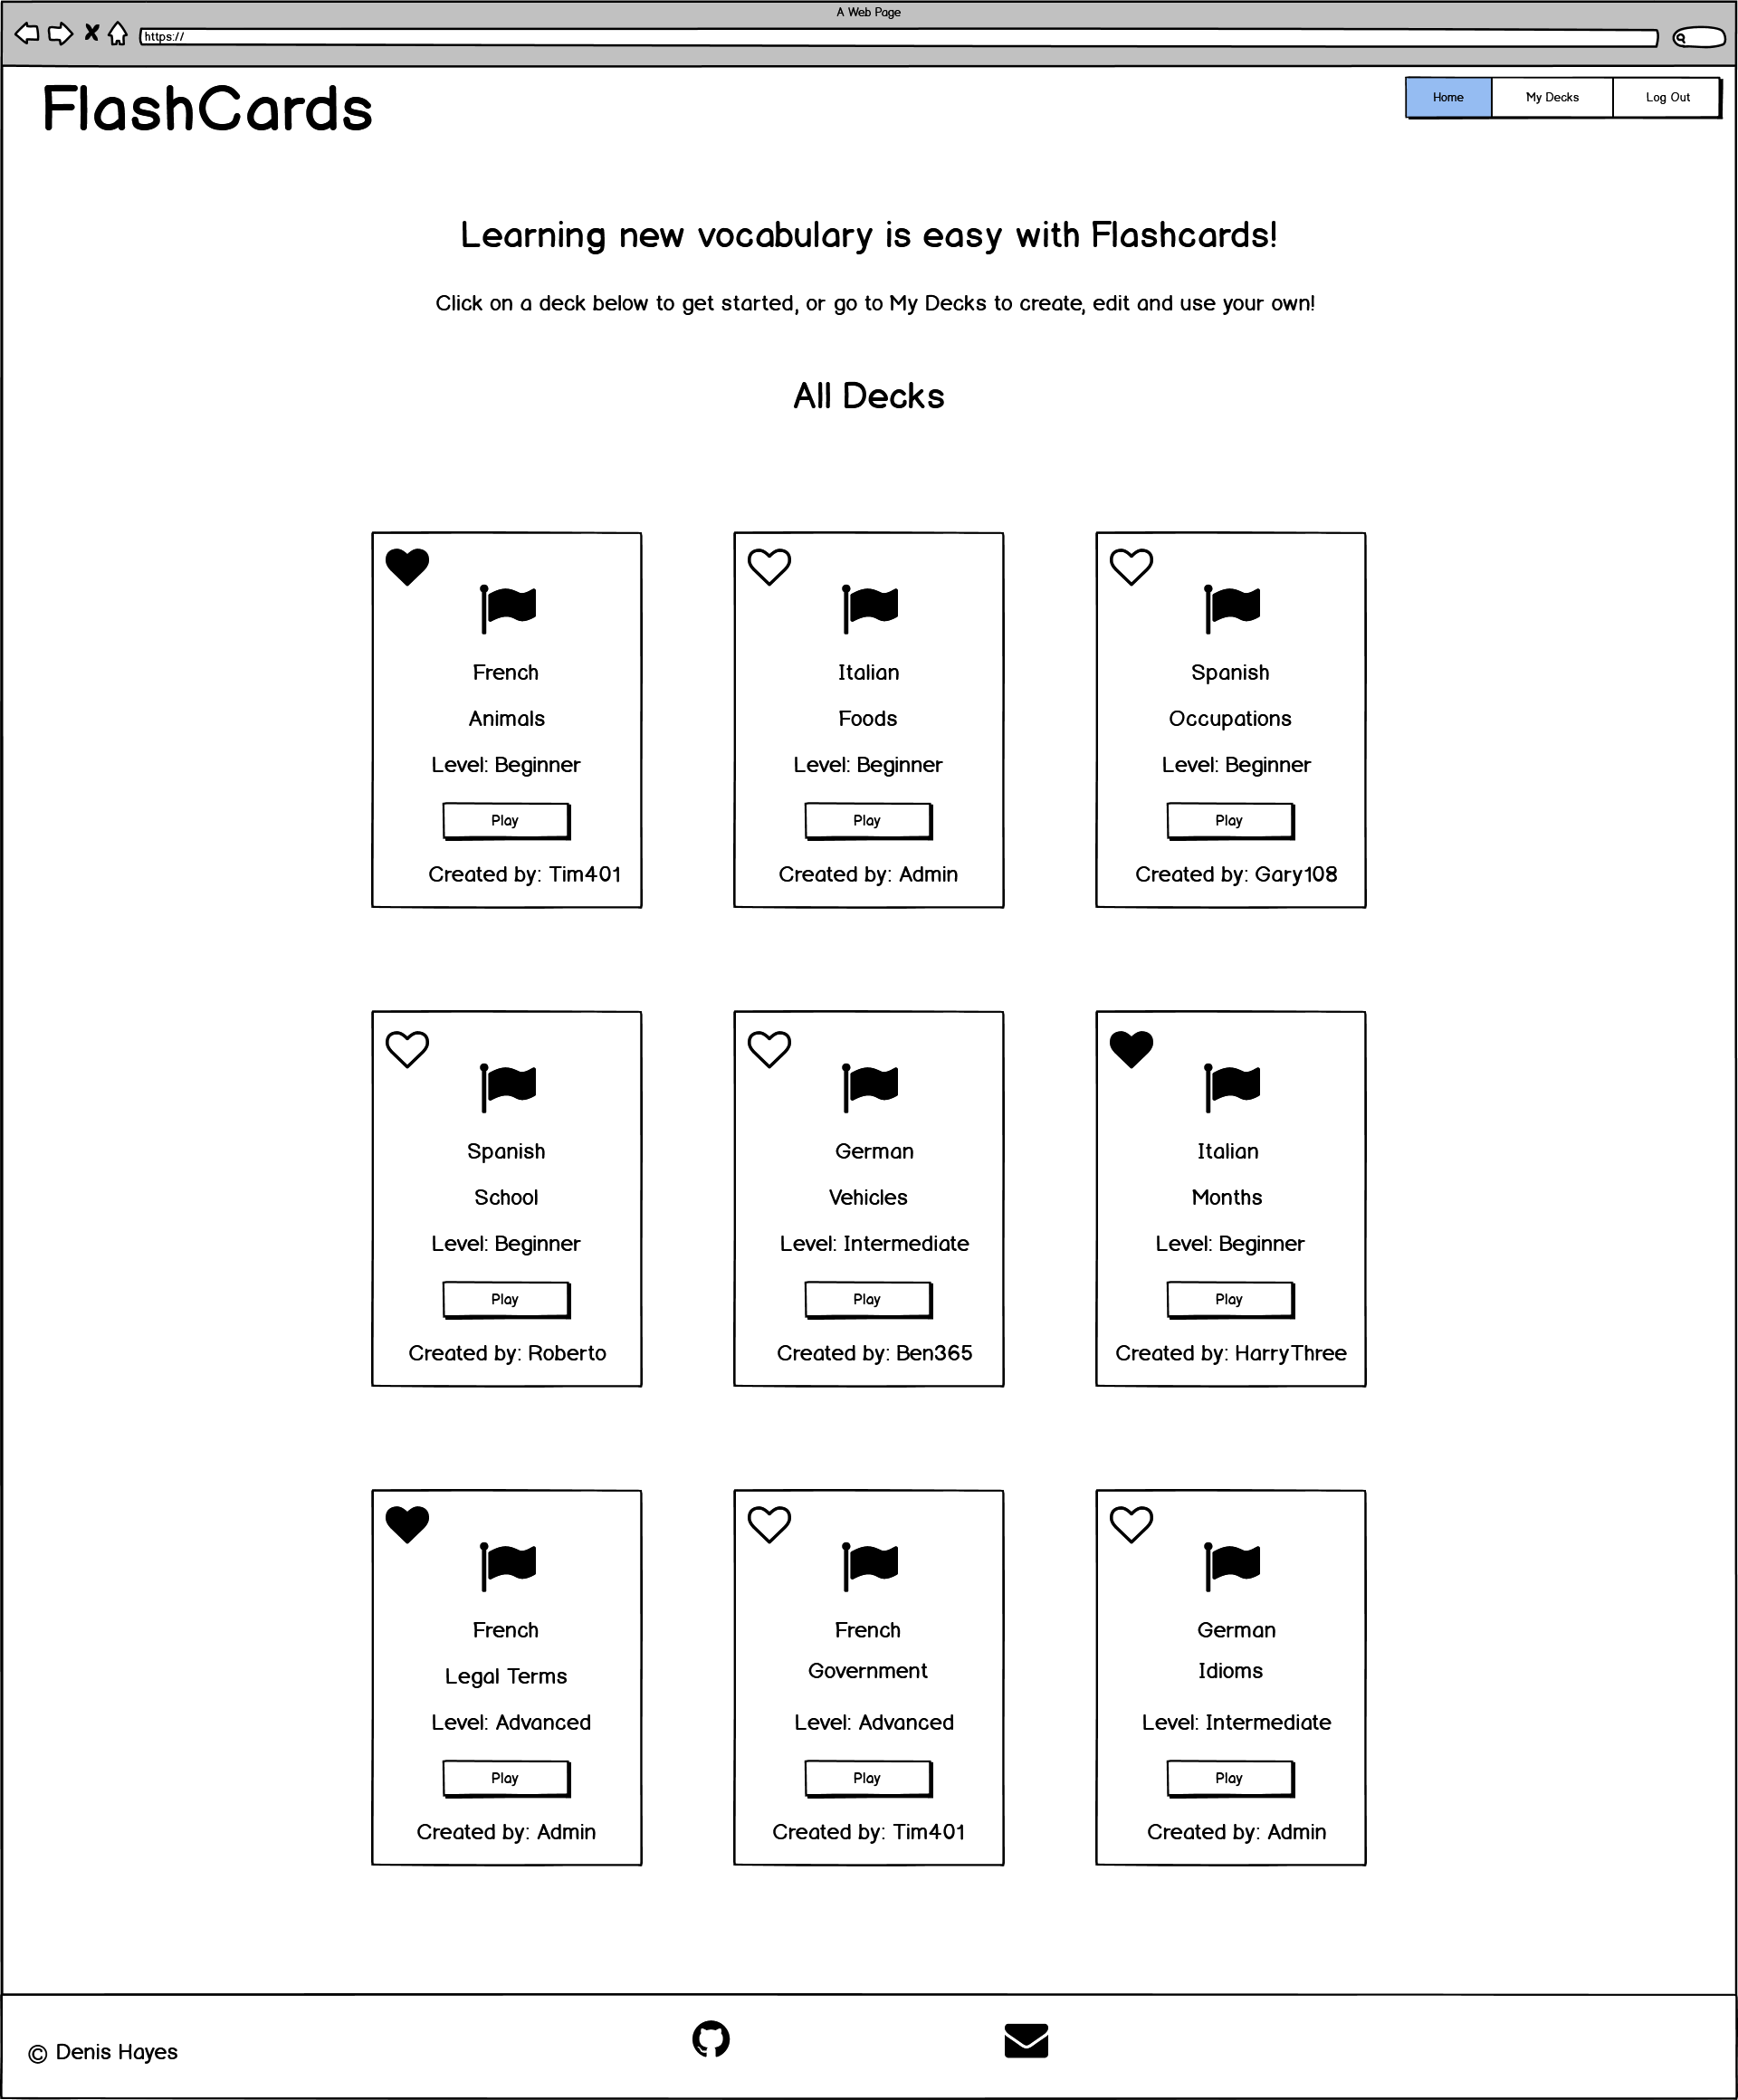 A Web Page
https://
FlashCards
Home
My Decks
Log Out
Learning new vocabulary is easy with Flashcards!
Click on a deck below to get started, or go to My Decks to create, edit and use your own!
All Decks
French
Animals
Level: Beginner
Play
Created by: Tim401
Italian
Foods
Level: Beginner
Play
Created by: Admin
Spanish
Occupations
Level: Beginner
Play
Created by: Gary108
Spanish
School
Level: Beginner
Play
Created by: Roberto
German
Vehicles
Level: Intermediate
Play
Created by: Ben365
Italian
Months
Level: Beginner
Play
Created by: HarryThree
French
Legal Terms
Level: Advanced
Play
Created by: Admin
French
Government
Level: Advanced
Play
Created by: Tim401
German
Idioms
Level: Intermediate
Play
Created by: Admin
© Denis Hayes